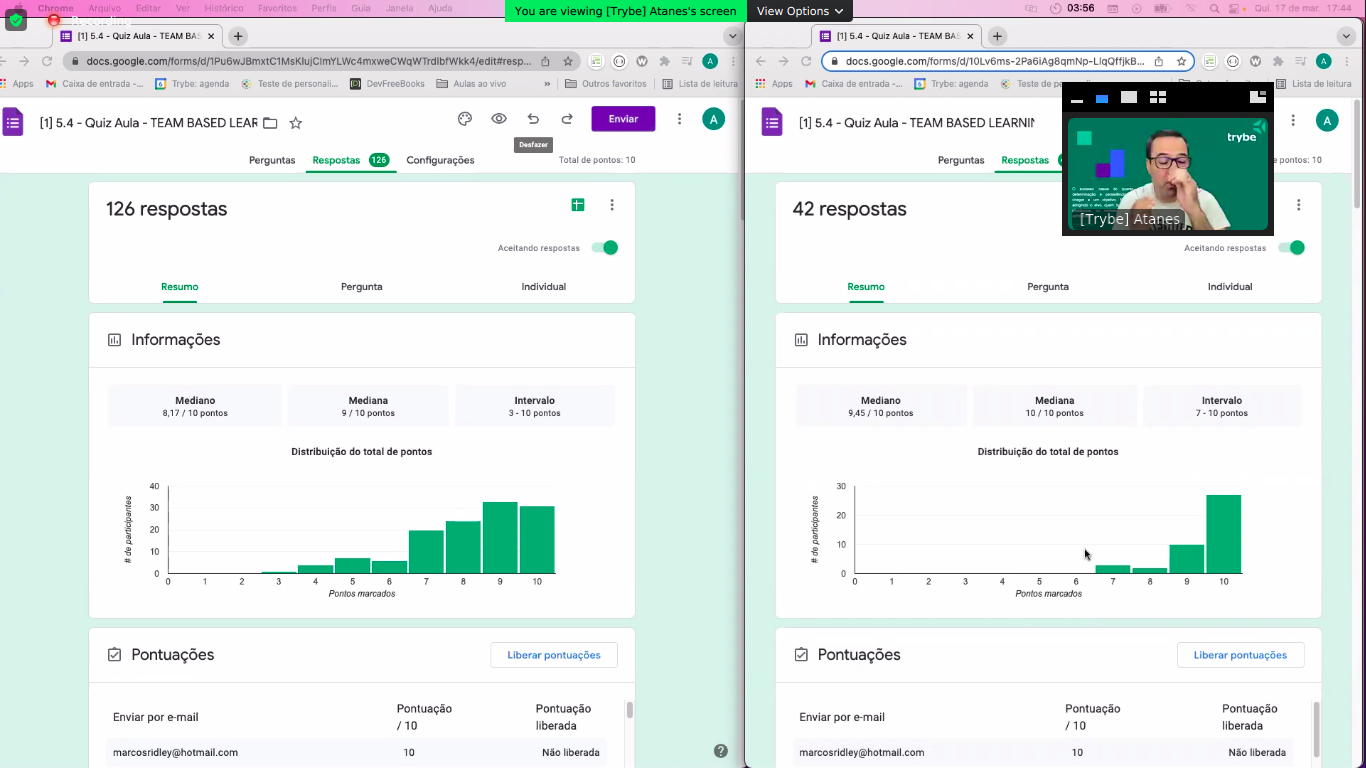 Chrome Arquivo Editar Ver Histórico Favoritos Perfis Guia Janela Ajuda
You are viewing [Trybe] Atanes's screen
View Options
03:56
Qui. 17 de mar. 17:44
Recording
[1] 5.4 - Quiz Aula - TEAM BAS
docs.google.com/forms/d/1Pu6wJBmxtC1MsKlujClmYLWc4mxweCWqWTrdIbfWkk4/edit#resp...
Apps
Caixa de entrada -...
Trybe: agenda
Teste de personali...
DevFreeBooks
Aulas ao vivo
»
Outros favoritos
Lista de leitura
[1] 5.4 - Quiz Aula - TEAM BASED LEAR
Enviar
A
Desfazer
Perguntas
Respostas 126
Configurações
Total de pontos: 10
126 respostas
Aceitando respostas
Resumo
Pergunta
Individual
Informações
Mediano
8,17 / 10 pontos
Mediana
9 / 10 pontos
Intervalo
3 - 10 pontos
Distribuição do total de pontos
# de participantes
40
30
20
10
0
0 1 2 3 4 5 6 7 8 9 10
Pontos marcados
Pontuações
Liberar pontuações
Enviar por e-mail
Pontuação
/ 10
Pontuação
liberada
marcosridley@hotmail.com
10
Não liberada
[1] 5.4 - Quiz Aula - TEAM BAS
docs.google.com/forms/d/10Lv6ms-2Pa6iAg8qmNp-LIqQffjkB...
Apps
Caixa de entrada -...
Trybe: agenda
Teste de personali...
Outros favoritos
Lista de leitura
[1] 5.4 - Quiz Aula - TEAM BASED LEARNIN
A
Perguntas
Respostas
de pontos: 10
trybe
[Trybe] Atanes
42 respostas
Aceitando respostas
Resumo
Pergunta
Individual
Informações
Mediano
9,45 / 10 pontos
Mediana
10 / 10 pontos
Intervalo
7 - 10 pontos
Distribuição do total de pontos
# de participantes
30
20
10
0
0 1 2 3 4 5 6 7 8 9 10
Pontos marcados
Pontuações
Liberar pontuações
Enviar por e-mail
Pontuação
/ 10
Pontuação
liberada
marcosridley@hotmail.com
10
Não liberada